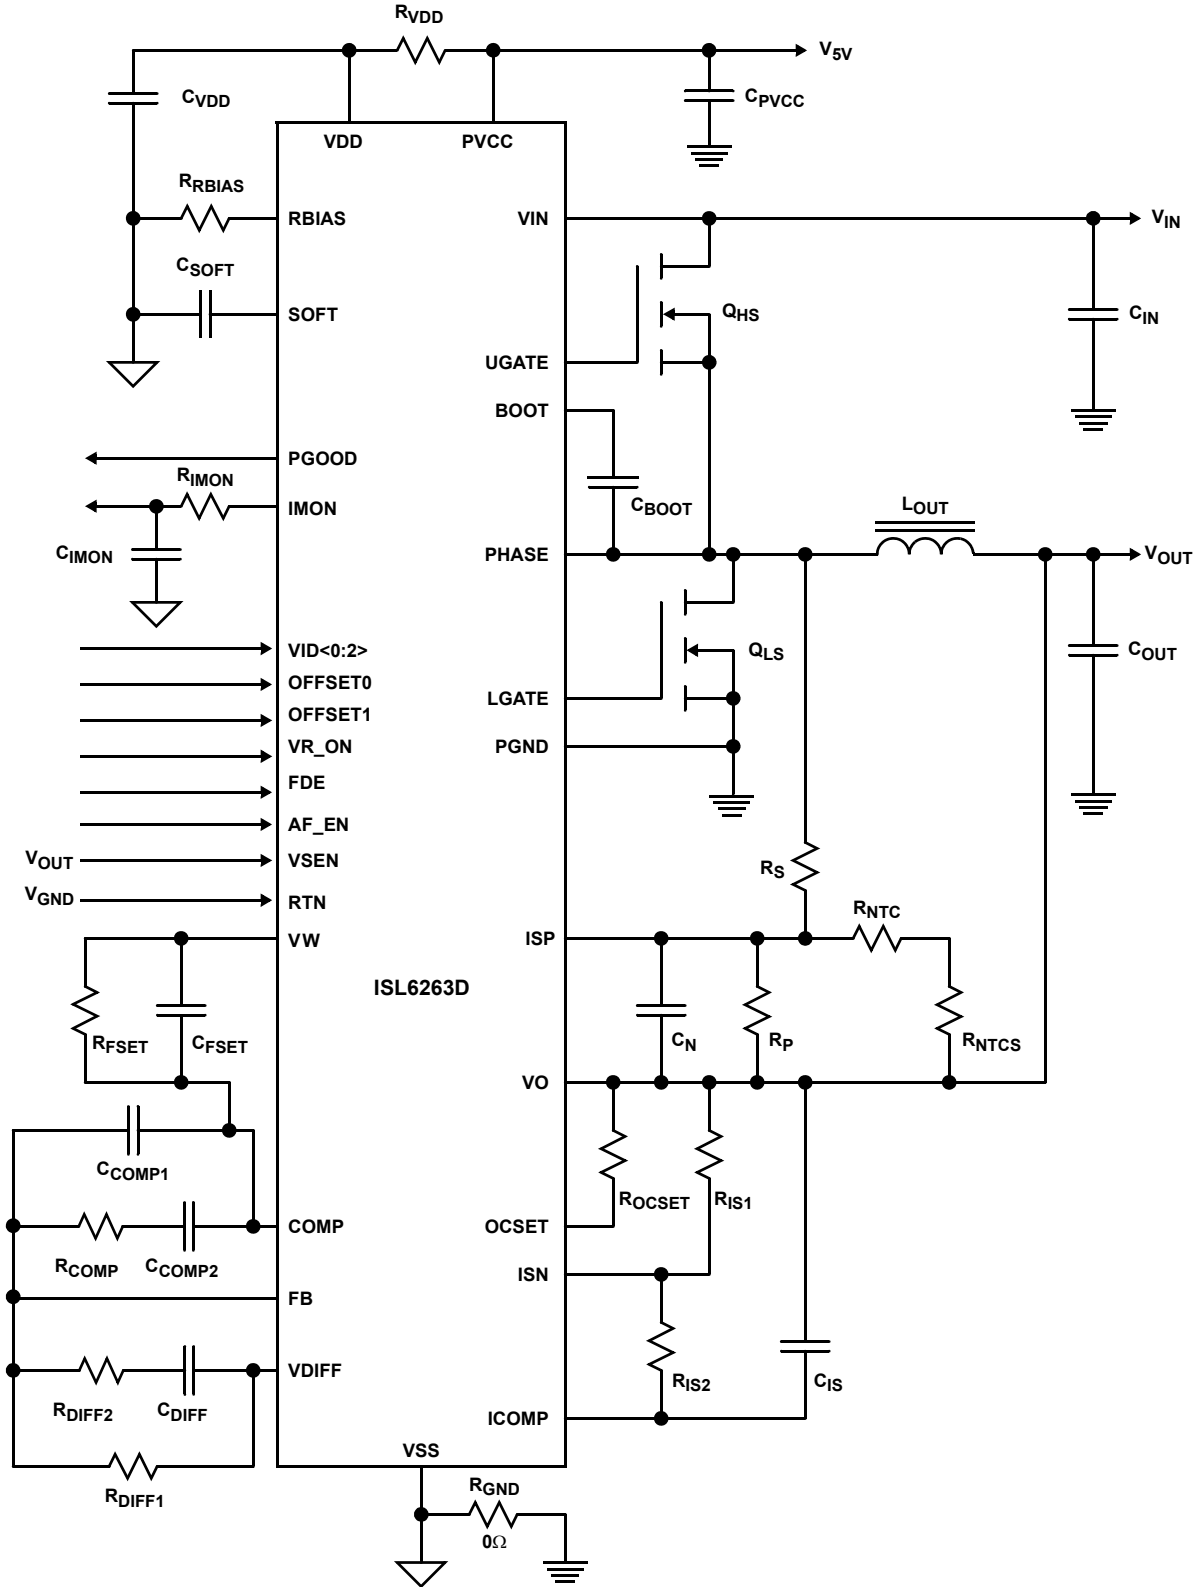 RVDD
V5V
CVDD
CPVCC
VDD
PVCC
RRBIAS
RBIAS
VIN
VIN
CSOFT
SOFT
QHS
CIN
UGATE
BOOT
PGOOD
RIMON
IMON
CBOOT
LOUT
CIMON
PHASE
VOUT
VID<0:2>
QLS
COUT
OFFSET0
OFFSET1
LGATE
VR_ON
PGND
FDE
AF_EN
VOUT
VSEN
RS
VGND
RTN
RNTC
VW
ISP
ISL6263D
RFSET
CFSET
CN
RP
RNTCS
VO
CCOMP1
ROCSET
RIS1
COMP
OCSET
RCOMP
CCOMP2
ISN
FB
VDIFF
RIS2
CIS
RDIFF2
CDIFF
ICOMP
VSS
RDIFF1
RGND
0Ω